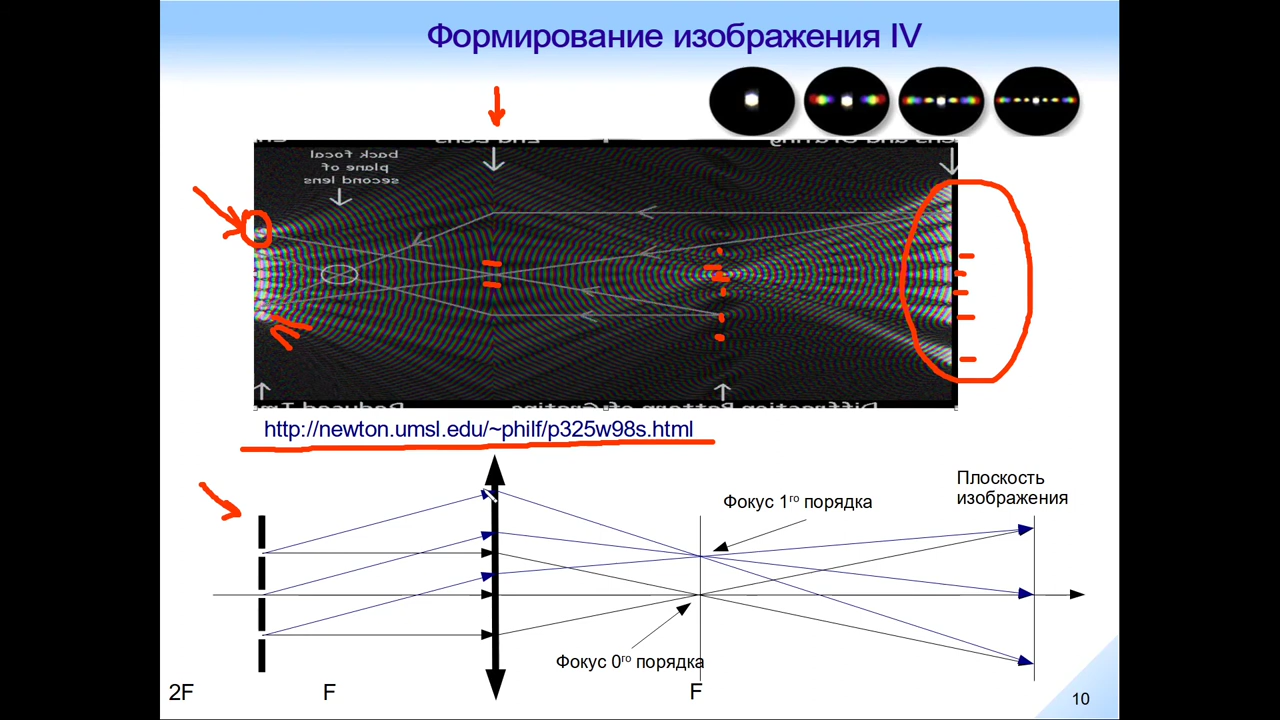 Формирование изображения IV
back focal
plane of
second lens
http://newton.umsl.edu/~philf/p325w98s.html
Плоскость
изображения
Фокус 1го порядка
Фокус 0го порядка
2F
F
F
10